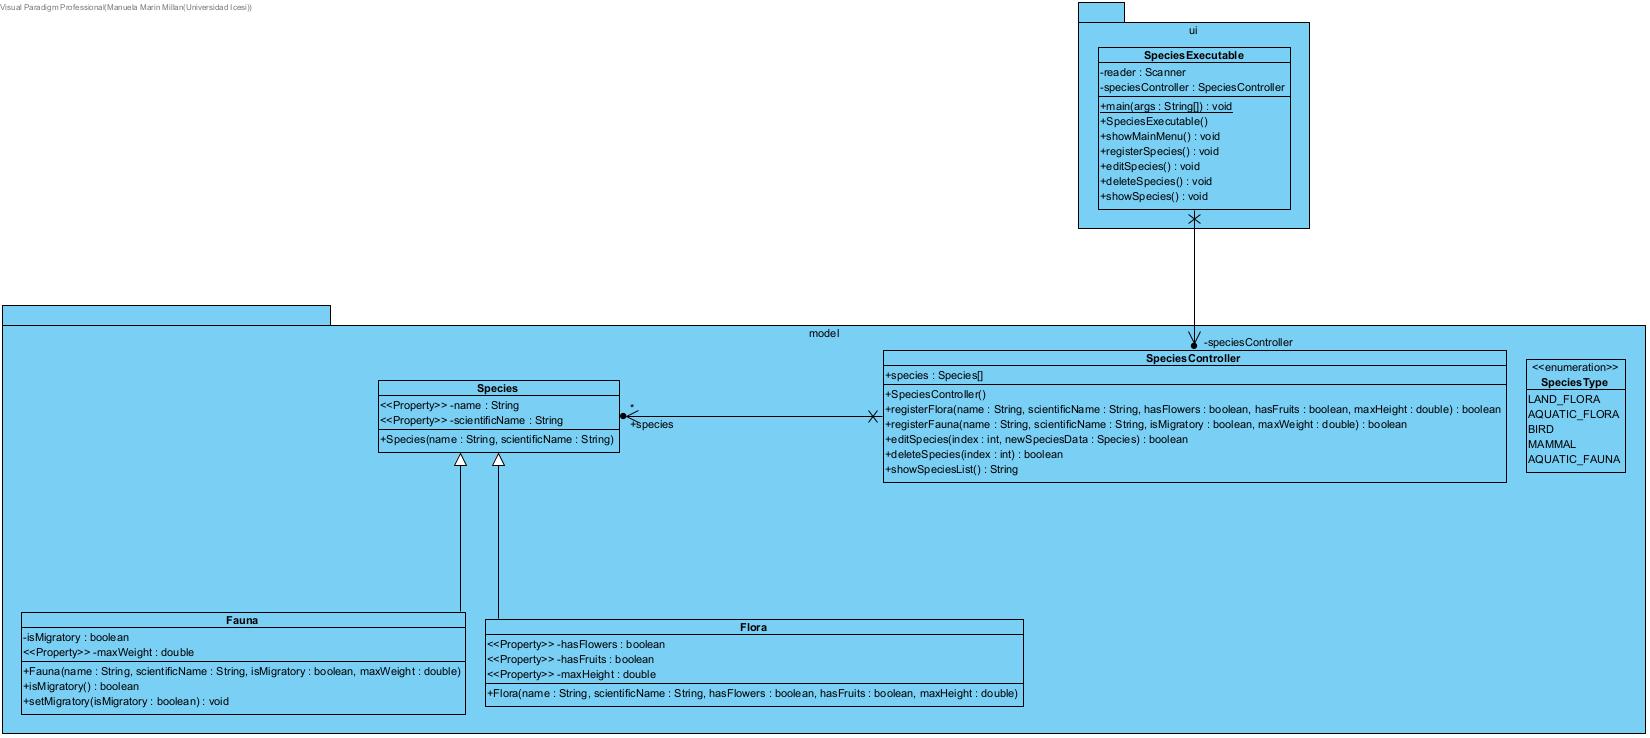 Visual Paradigm Professional(Manuela Marin Millan(Universidad Icesi))
ui
SpeciesExecutable
-reader : Scanner
-speciesController : SpeciesController
+main(args : String[]) : void
+SpeciesExecutable()
+showMainMenu() : void
+registerSpecies() : void
+editSpecies() : void
+deleteSpecies() : void
+showSpecies() : void
model
-speciesController
SpeciesController
+species : Species[]
+SpeciesController()
+registerFlora(name : String, scientificName : String, hasFlowers : boolean, hasFruits : boolean, maxHeight : double) : boolean
+registerFauna(name : String, scientificName : String, isMigratory : boolean, maxWeight : double) : boolean
+editSpecies(index : int, newSpeciesData : Species) : boolean
+deleteSpecies(index : int) : boolean
+showSpeciesList() : String
<<enumeration>>
SpeciesType
LAND_FLORA
AQUATIC_FLORA
BIRD
MAMMAL
AQUATIC_FAUNA
Species
<<Property>> -name : String
<<Property>> -scientificName : String
+Species(name : String, scientificName : String)
*
+species
Fauna
-isMigratory : boolean
<<Property>> -maxWeight : double
+Fauna(name : String, scientificName : String, isMigratory : boolean, maxWeight : double)
+isMigratory() : boolean
+setMigratory(isMigratory : boolean) : void
Flora
<<Property>> -hasFlowers : boolean
<<Property>> -hasFruits : boolean
<<Property>> -maxHeight : double
+Flora(name : String, scientificName : String, hasFlowers : boolean, hasFruits : boolean, maxHeight : double)